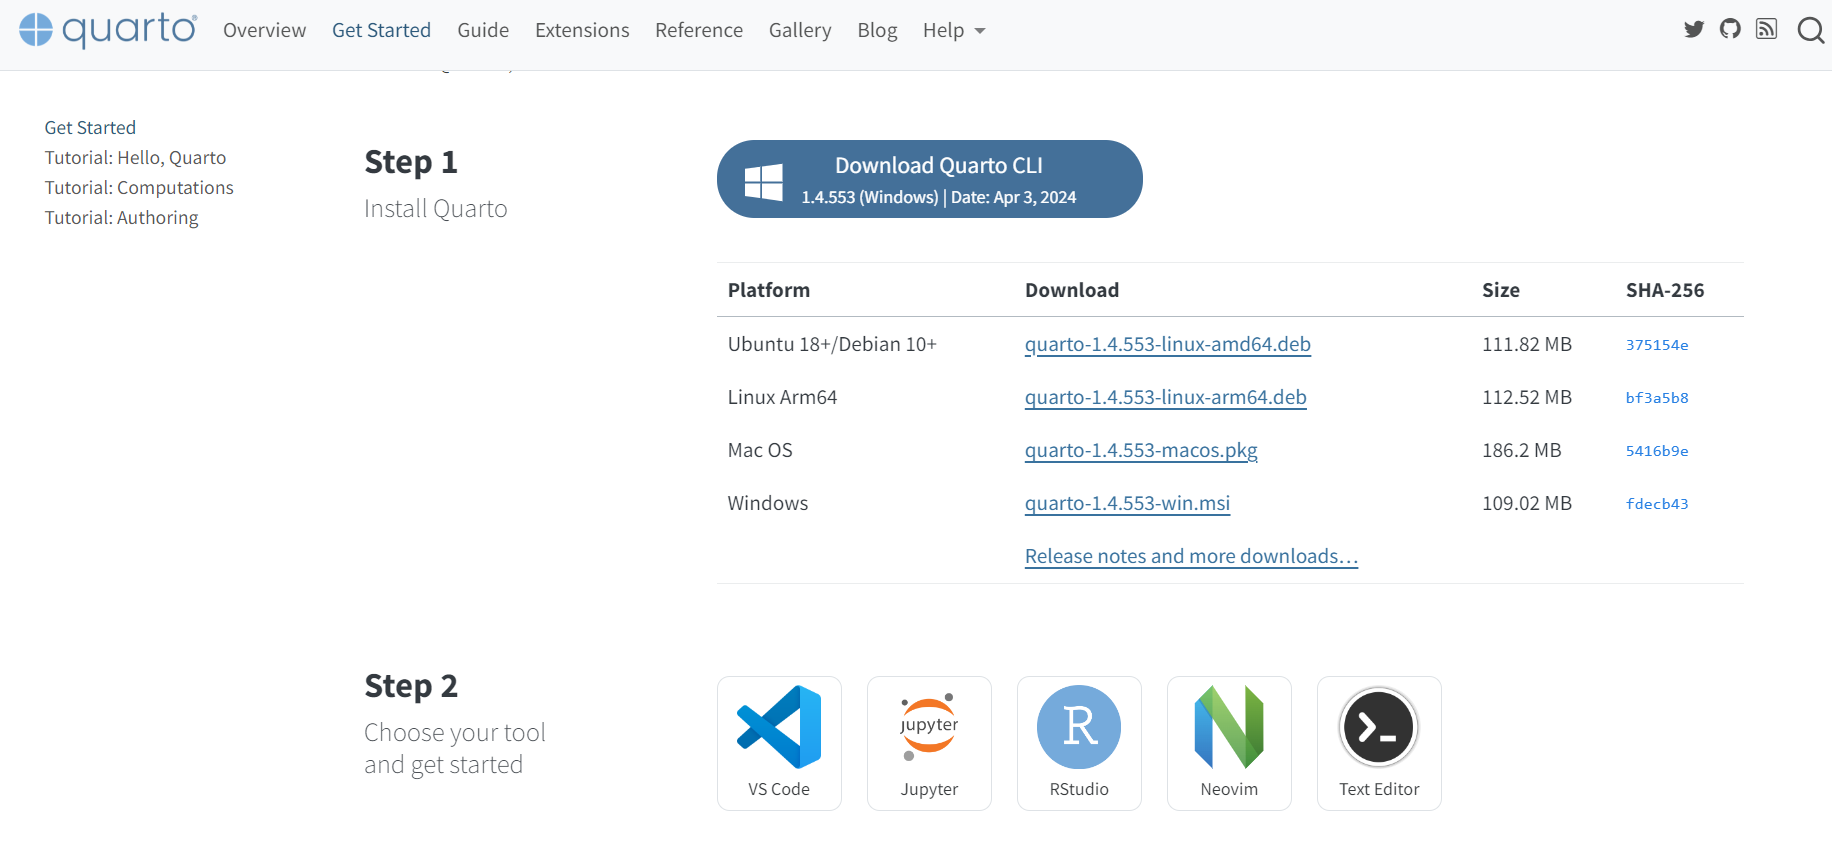 quarto®
Overview Get Started Guide Extensions Reference Gallery Blog Help
Get Started
Tutorial: Hello, Quarto
Tutorial: Computations
Tutorial: Authoring
Step 1
Install Quarto
Download Quarto CLI
1.4.553 (Windows) | Date: Apr 3, 2024
Platform Download Size SHA-256
Ubuntu 18+/Debian 10+ quarto-1.4.553-linux-amd64.deb 111.82 MB 375154e
Linux Arm64 quarto-1.4.553-linux-arm64.deb 112.52 MB bf3a5b8
Mac OS quarto-1.4.553-macos.pkg 186.2 MB 5416b9e
Windows quarto-1.4.553-win.msi 109.02 MB fdecb43
Release notes and more downloads…
Step 2
Choose your tool
and get started
jupyter
R
VS Code Jupyter RStudio Neovim Text Editor